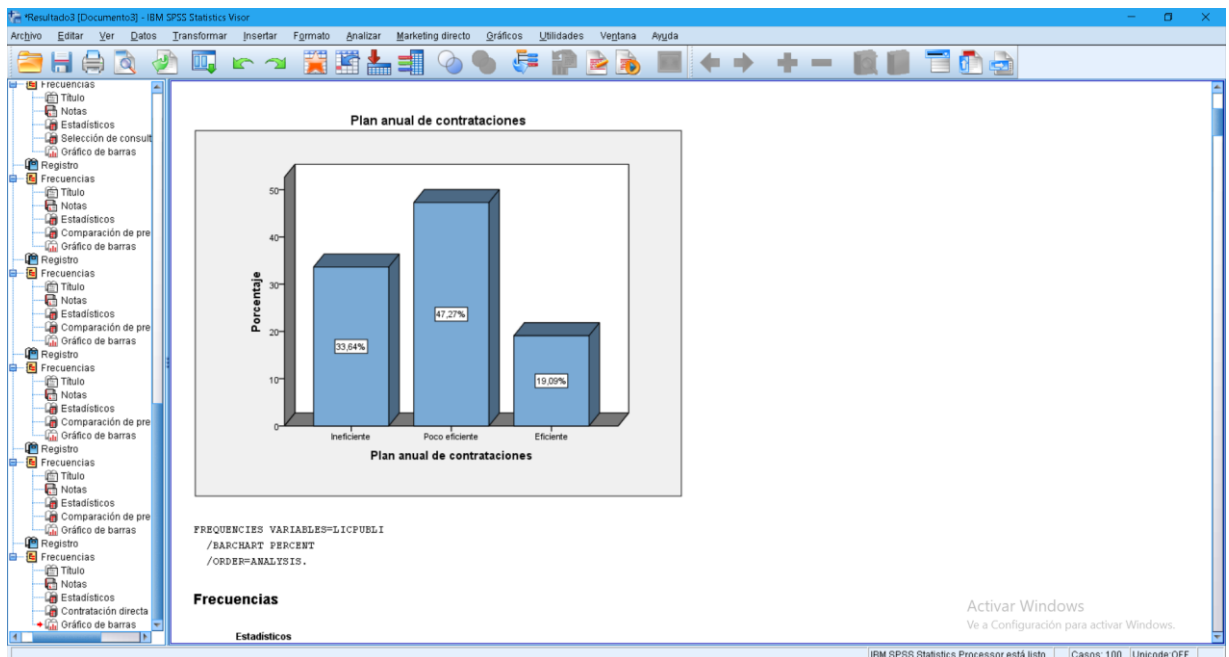 *Resultado3 [Documento3] - IBM SPSS Statistics Visor
Archivo Editar Ver Datos Transformar Insertar Formato Analizar Marketing directo Gráficos Utilidades Ventana Ayuda
Frecuencias
Título
Notas
Estadísticos
Selección de consult
Gráfico de barras
Registro
Frecuencias
Título
Notas
Estadísticos
Comparación de pre
Gráfico de barras
Registro
Frecuencias
Título
Notas
Estadísticos
Comparación de pre
Gráfico de barras
Registro
Frecuencias
Título
Notas
Estadísticos
Comparación de pre
Gráfico de barras
Registro
Frecuencias
Título
Notas
Estadísticos
Comparación de pre
Gráfico de barras
Registro
Frecuencias
Título
Notas
Estadísticos
Contratación directa
Gráfico de barras
Plan anual de contrataciones
Porcentaje
50
40
30
20
10
0
33,64%
47,27%
19,09%
Ineficiente Poco eficiente Eficiente
Plan anual de contrataciones
FREQUENCIES VARIABLES=LICPUBLI
/BARCHART PERCENT
/ORDER=ANALYSIS.
Frecuencias
Estadísticos
Activar Windows
Ve a Configuración para activar Windows.
IBM SPSS Statistics Processor está listo Casos: 100 Unicode:OFF